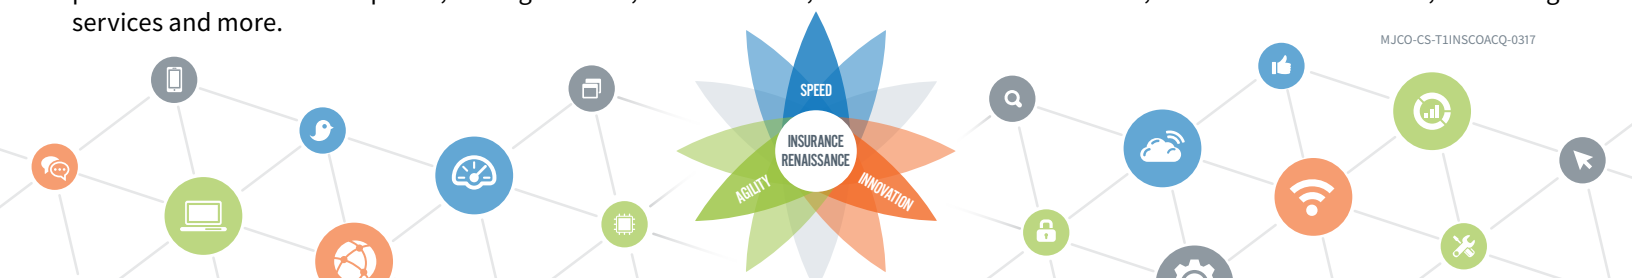 services and more.
MJCO-CS-T1INSCOACQ-0317
SPEED
INSURANCE
RENAISSANCE
AGILITY
INNOVATION